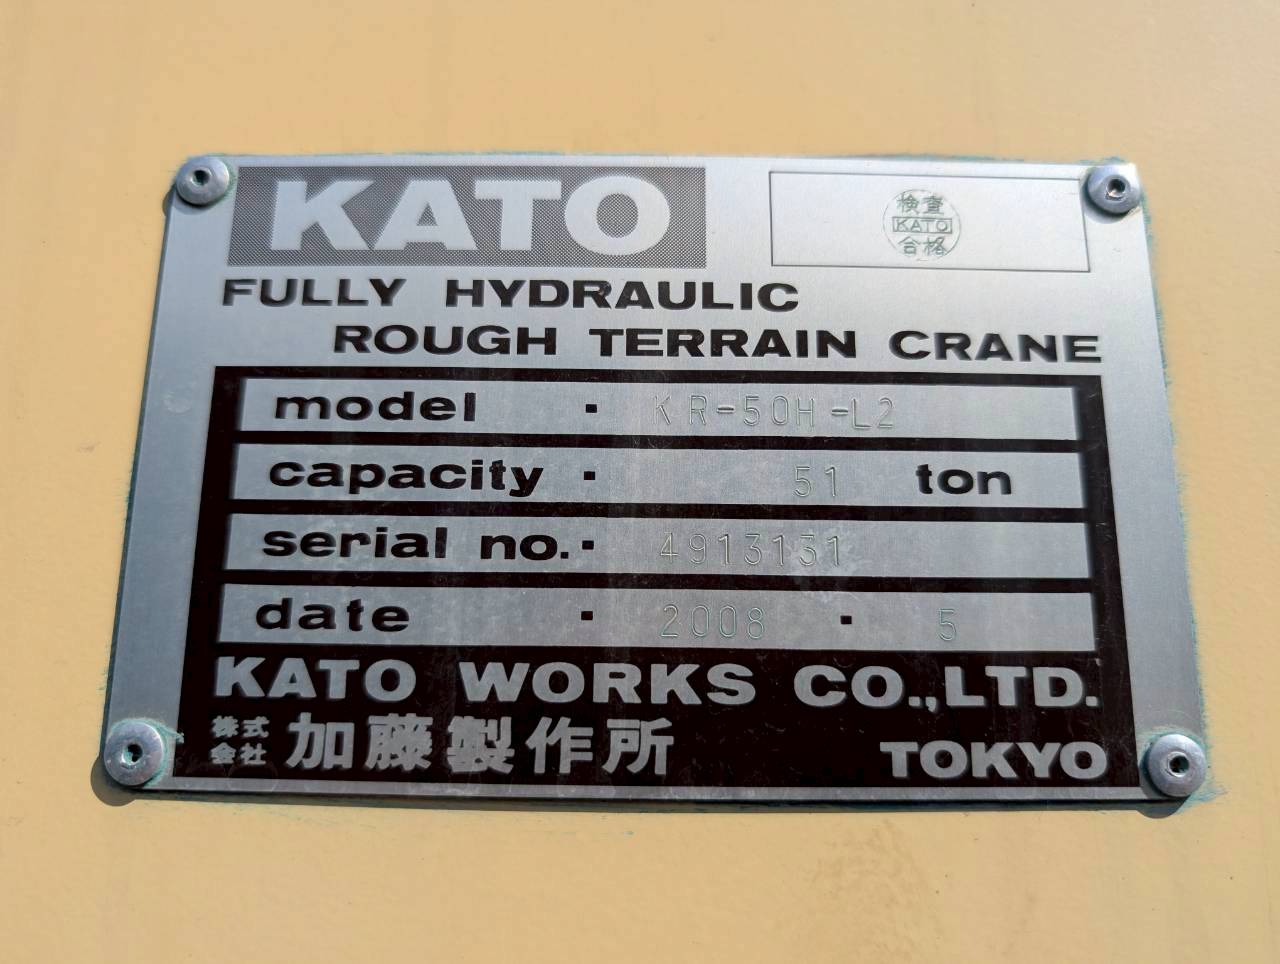 KATO
検査
KATO
合格
FULLY HYDRAULIC
ROUGH TERRAIN CRANE
model · KR-50H-L2
capacity · 51 ton
serial no. · 4913131
date · 2008 · 5
KATO WORKS CO.,LTD.
株式会社 加藤製作所 TOKYO